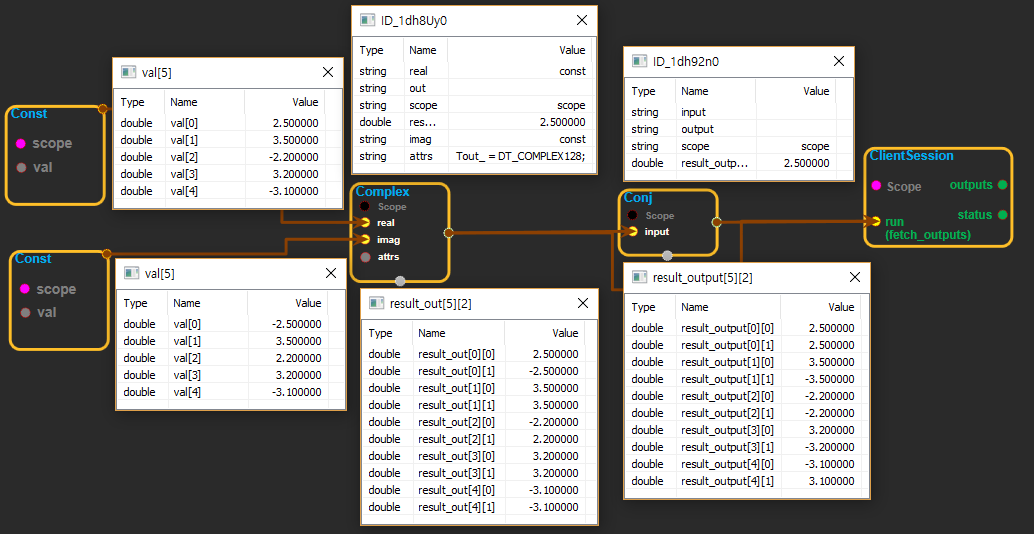 ID_1dh8Uy0
Type Name Value
string real const
string out
string scope scope
double res... 2.500000
string imag const
string attrs Tout_ = DT_COMPLEX128;
val[5]
Type Name Value
double val[0] 2.500000
double val[1] 3.500000
double val[2] -2.200000
double val[3] 3.200000
double val[4] -3.100000
ID_1dh92n0
Type Name Value
string input
string output
string scope scope
double result_outp... 2.500000
Const
scope
val
Complex
Scope
real
imag
attrs
Conj
Scope
input
ClientSession
Scope
outputs
status
run
(fetch_outputs)
Const
scope
val
val[5]
Type Name Value
double val[0] -2.500000
double val[1] 3.500000
double val[2] 2.200000
double val[3] 3.200000
double val[4] -3.100000
result_out[5][2]
Type Name Value
double result_out[0][0] 2.500000
double result_out[0][1] -2.500000
double result_out[1][0] 3.500000
double result_out[1][1] 3.500000
double result_out[2][0] -2.200000
double result_out[2][1] 2.200000
double result_out[3][0] 3.200000
double result_out[3][1] 3.200000
double result_out[4][0] -3.100000
double result_out[4][1] -3.100000
result_output[5][2]
Type Name Value
double result_output[0][0] 2.500000
double result_output[0][1] 2.500000
double result_output[1][0] 3.500000
double result_output[1][1] -3.500000
double result_output[2][0] -2.200000
double result_output[2][1] -2.200000
double result_output[3][0] 3.200000
double result_output[3][1] -3.200000
double result_output[4][0] -3.100000
double result_output[4][1] 3.100000